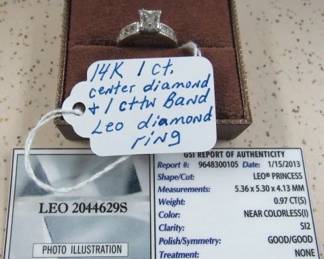 14K 1 ct.
center diamond
+ 1 cttw Band
Leo diamond
ring
GSI REPORT OF AUTHENTICITY
Report #: 9648300105 Date: 1/15/2013
Shape/Cut: LEO® PRINCESS
Measurements: 5.36 x 5.30 x 4.13 MM
Weight: 0.97 CT(S)
Color: NEAR COLORLESS(I)
Clarity: SI2
Polish/Symmetry: GOOD/GOOD
NONE
LEO 2044629S
PHOTO ILLUSTRATION